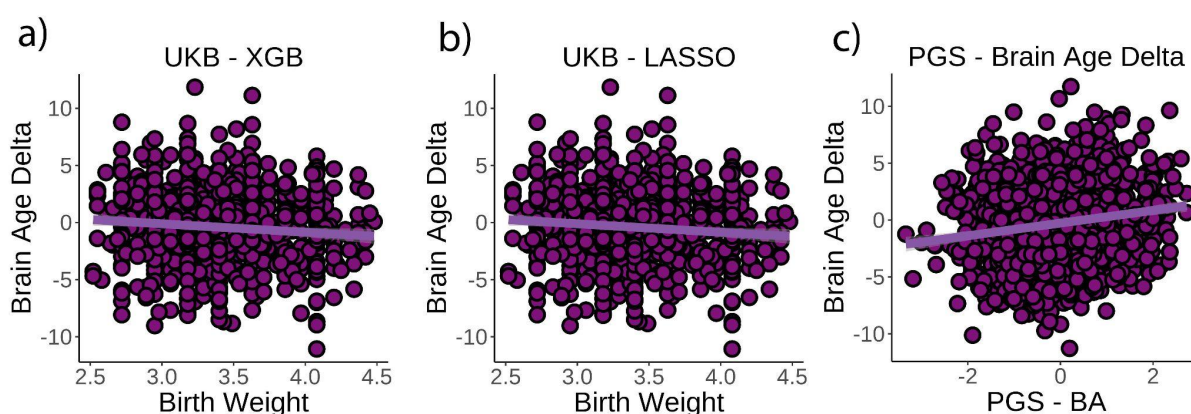 a)
UKB - XGB
Brain Age Delta
10
5
0
-5
-10
2.5 3.0 3.5 4.0 4.5
Birth Weight
b)
UKB - LASSO
Brain Age Delta
10
5
0
-5
-10
2.5 3.0 3.5 4.0 4.5
Birth Weight
c)
PGS - Brain Age Delta
Brain Age Delta
10
5
0
-5
-10
-2 0 2
PGS - BA